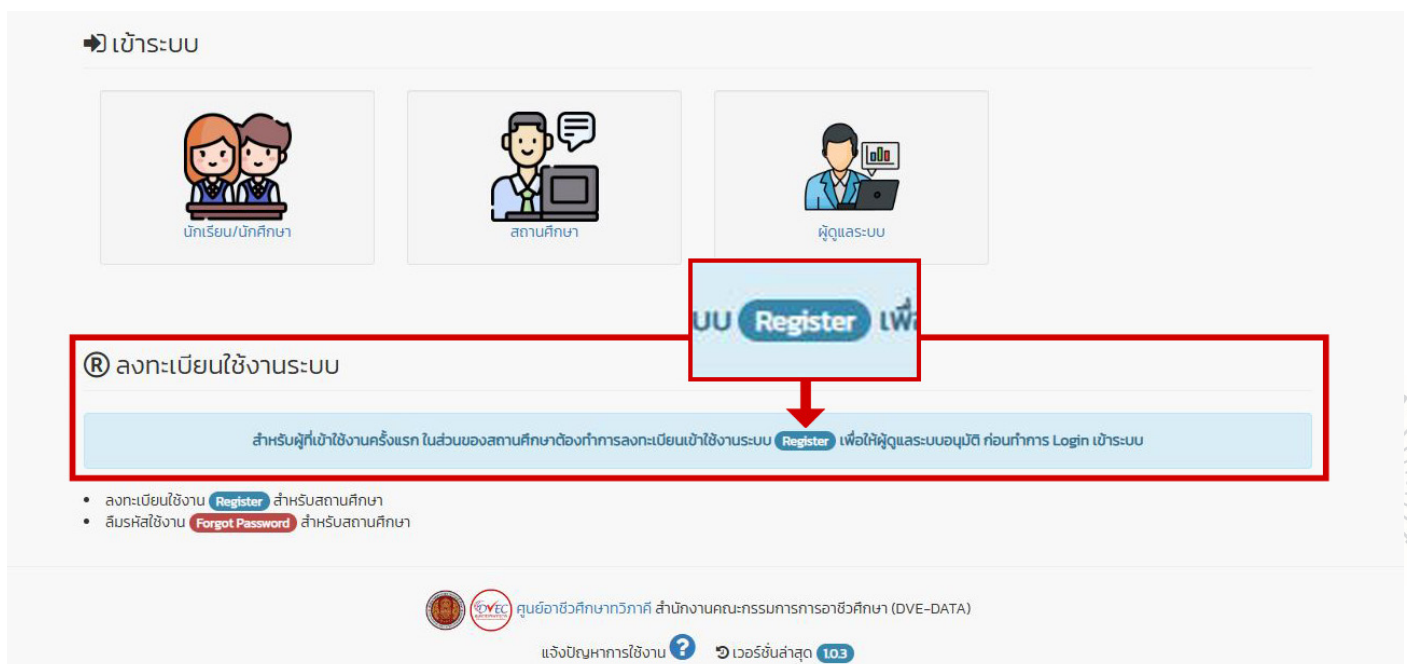 เข้าระบบ
นักเรียน/นักศึกษา
สถานศึกษา
ผู้ดูแลระบบ
บบ Register เพื่
® ลงทะเบียนใช้งานระบบ
สำหรับผู้ที่เข้าใช้งานครั้งแรก ในส่วนของสถานศึกษาต้องทำการลงทะเบียนเข้าใช้งานระบบ Register เพื่อให้ผู้ดูแลระบบอนุมัติ ก่อนทำการ Login เข้าระบบ
• ลงทะเบียนใช้งาน Register สำหรับสถานศึกษา
• ลืมรหัสใช้งาน Forgot Password สำหรับสถานศึกษา
DVEC ศูนย์อาชีวศึกษาทวิภาคี สำนักงานคณะกรรมการการอาชีวศึกษา (DVE-DATA)
แจ้งปัญหาการใช้งาน ? เวอร์ชั่นล่าสุด 1.0.3